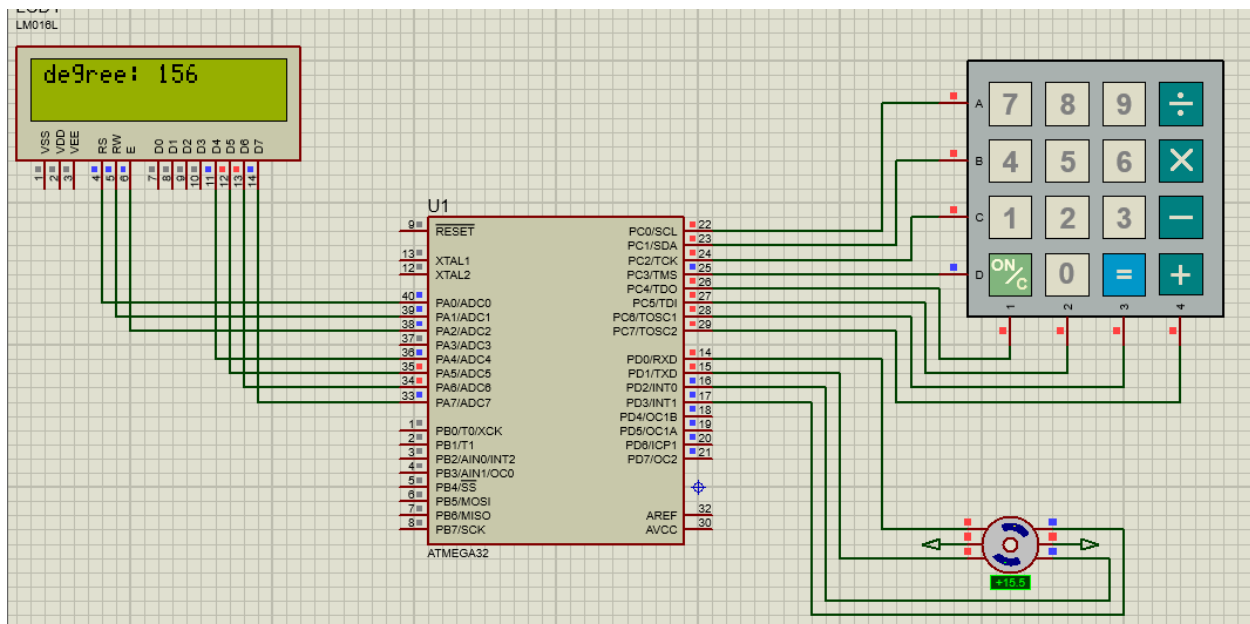 LM016L
degree: 156
VSS
VDD
VEE
RS
RW
E
D0
D1
D2
D3
D4
D5
D6
D7
1
2
3
4
5
6
7
8
9
10
11
12
13
14
U1
9 RESET
13 XTAL1
12 XTAL2
40 PA0/ADC0
39 PA1/ADC1
38 PA2/ADC2
37 PA3/ADC3
36 PA4/ADC4
35 PA5/ADC5
34 PA6/ADC6
33 PA7/ADC7
1 PB0/T0/XCK
2 PB1/T1
3 PB2/AIN0/INT2
4 PB3/AIN1/OC0
5 PB4/SS
6 PB5/MOSI
7 PB6/MISO
8 PB7/SCK
PC0/SCL 22
PC1/SDA 23
PC2/TCK 24
PC3/TMS 25
PC4/TDO 26
PC5/TDI 27
PC6/TOSC1 28
PC7/TOSC2 29
PD0/RXD 14
PD1/TXD 15
PD2/INT0 16
PD3/INT1 17
PD4/OC1B 18
PD5/OC1A 19
PD6/ICP1 20
PD7/OC2 21
AREF 32
AVCC 30
ATMEGA32
A 7 8 9 ÷
B 4 5 6 ×
C 1 2 3 −
D ON/C 0 = +
1 2 3 4
+15.5